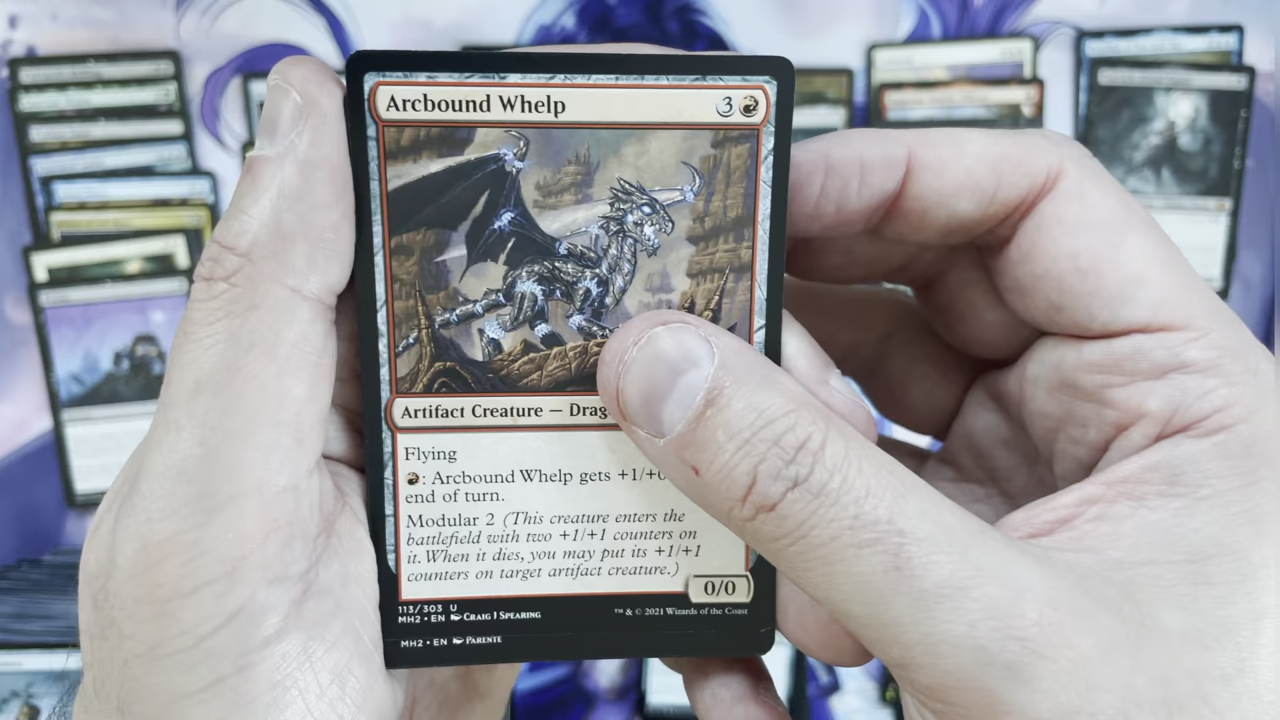 Arcbound Whelp 3
Artifact Creature — Drag
Flying
: Arcbound Whelp gets +1/+0
end of turn.
Modular 2 (This creature enters the
battlefield with two +1/+1 counters on
it. When it dies, you may put its +1/+1
counters on target artifact creature.)
0/0
113/303 U
MH2 • EN CRAIG J SPEARING
™ & © 2021 Wizards of the Coast
MH2 • EN PARENTE